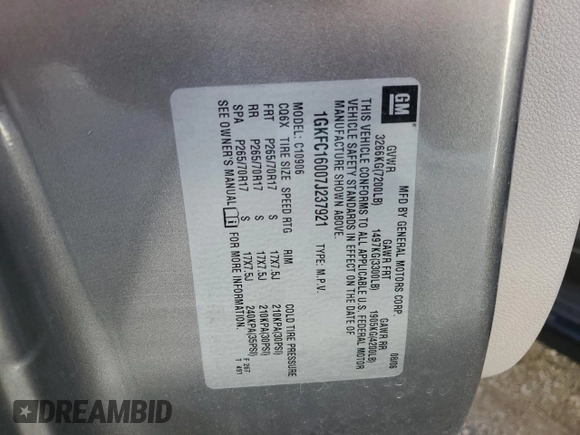 GM
MFD BY GENERAL MOTORS CORP. 08/06
GVWR GAWR FRT GAWR RR
3266KG(7200LB) 1497KG(3300LB) 1905KG(4200LB)
THIS VEHICLE CONFORMS TO ALL APPLICABLE U.S. FEDERAL MOTOR
VEHICLE SAFETY STANDARDS IN EFFECT ON THE DATE OF
MANUFACTURE SHOWN ABOVE.
1GKFC16007J237921 TYPE: M.P.V.
MODEL: C10906
CQ6X TIRE SIZE SPEED RTG RIM COLD TIRE PRESSURE
FRT P265/70R17 S 17X7.5J 210KPA(30PSI)
RR P265/70R17 S 17X7.5J 210KPA(30PSI)
SPA P265/70R17 S 17X7.5J 240KPA(35PSI)
SEE OWNER'S MANUAL i FOR MORE INFORMATION.
F 267
T 491
DREAMBID